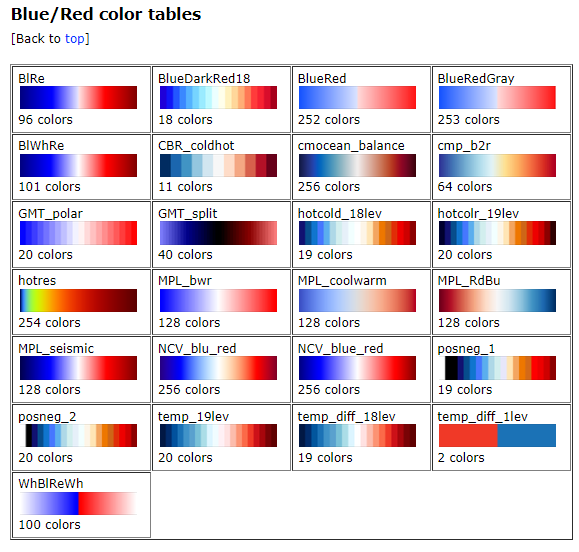 Blue/Red color tables
[Back to top]
BlRe
96 colors
BlueDarkRed18
18 colors
BlueRed
252 colors
BlueRedGray
253 colors
BlWhRe
101 colors
CBR_coldhot
11 colors
cmocean_balance
256 colors
cmp_b2r
64 colors
GMT_polar
20 colors
GMT_split
40 colors
hotcold_18lev
19 colors
hotcolr_19lev
20 colors
hotres
254 colors
MPL_bwr
128 colors
MPL_coolwarm
128 colors
MPL_RdBu
128 colors
MPL_seismic
128 colors
NCV_blu_red
256 colors
NCV_blue_red
256 colors
posneg_1
19 colors
posneg_2
20 colors
temp_19lev
20 colors
temp_diff_18lev
19 colors
temp_diff_1lev
2 colors
WhBlReWh
100 colors